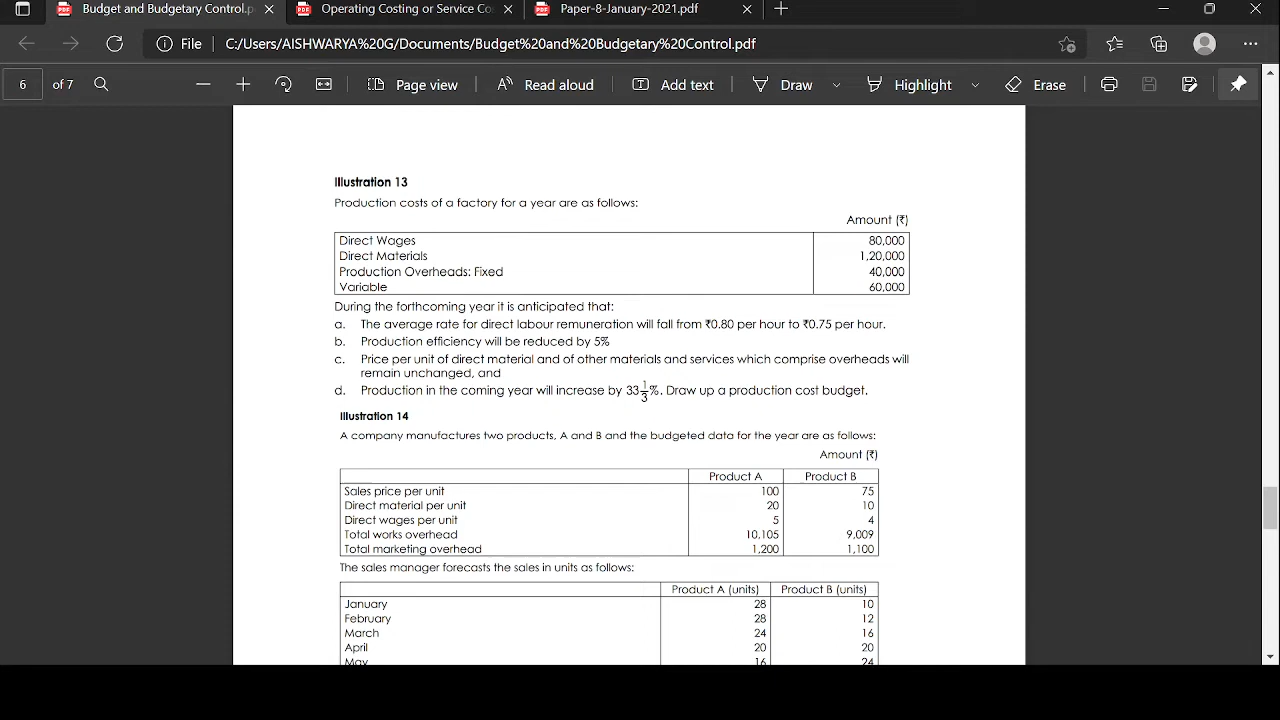 Budget and Budgetary Control.p
Operating Costing or Service Co
Paper-8-January-2021.pdf
File
C:/Users/AISHWARYA%20G/Documents/Budget%20and%20Budgetary%20Control.pdf
6 of 7
Page view
Read aloud
Add text
Draw
Highlight
Erase
Illustration 13
Production costs of a factory for a year are as follows:
Amount (₹)
Direct Wages 80,000
Direct Materials 1,20,000
Production Overheads: Fixed 40,000
Variable 60,000
During the forthcoming year it is anticipated that:
a. The average rate for direct labour remuneration will fall from ₹0.80 per hour to ₹0.75 per hour.
b. Production efficiency will be reduced by 5%
c. Price per unit of direct material and of other materials and services which comprise overheads will
remain unchanged, and
d. Production in the coming year will increase by 33 1/3 %. Draw up a production cost budget.
Illustration 14
A company manufactures two products, A and B and the budgeted data for the year are as follows:
Amount (₹)
Product A Product B
Sales price per unit 100 75
Direct material per unit 20 10
Direct wages per unit 5 4
Total works overhead 10,105 9,009
Total marketing overhead 1,200 1,100
The sales manager forecasts the sales in units as follows:
Product A (units) Product B (units)
January 28 10
February 28 12
March 24 16
April 20 20
May 16 24